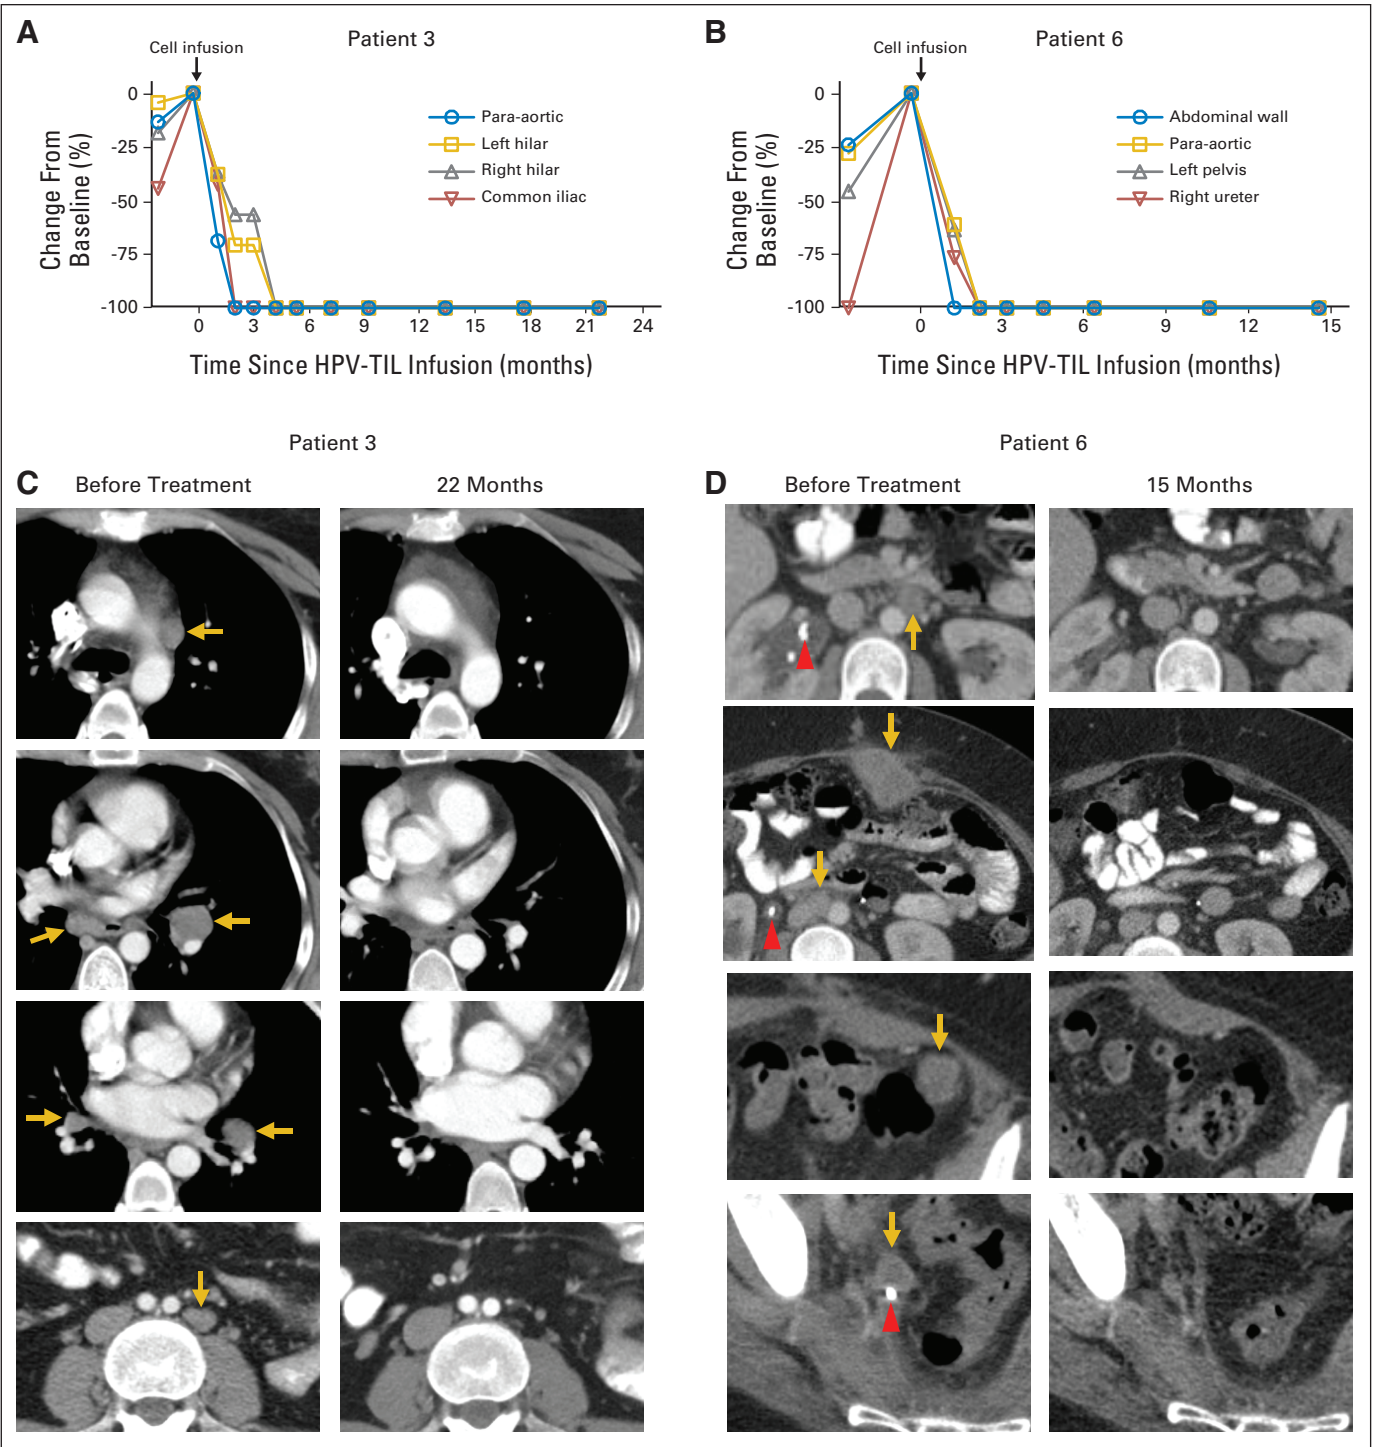 A
Patient 3
Cell infusion
0
-25
-50
-75
-100
Change From
Baseline (%)
Para-aortic
Left hilar
Right hilar
Common iliac
0 3 6 9 12 15 18 21 24
Time Since HPV-TIL Infusion (months)
B
Patient 6
Cell infusion
0
-25
-50
-75
-100
Change From
Baseline (%)
Abdominal wall
Para-aortic
Left pelvis
Right ureter
0 3 6 9 12 15
Time Since HPV-TIL Infusion (months)
Patient 3
C
Before Treatment
22 Months
Patient 6
D
Before Treatment
15 Months